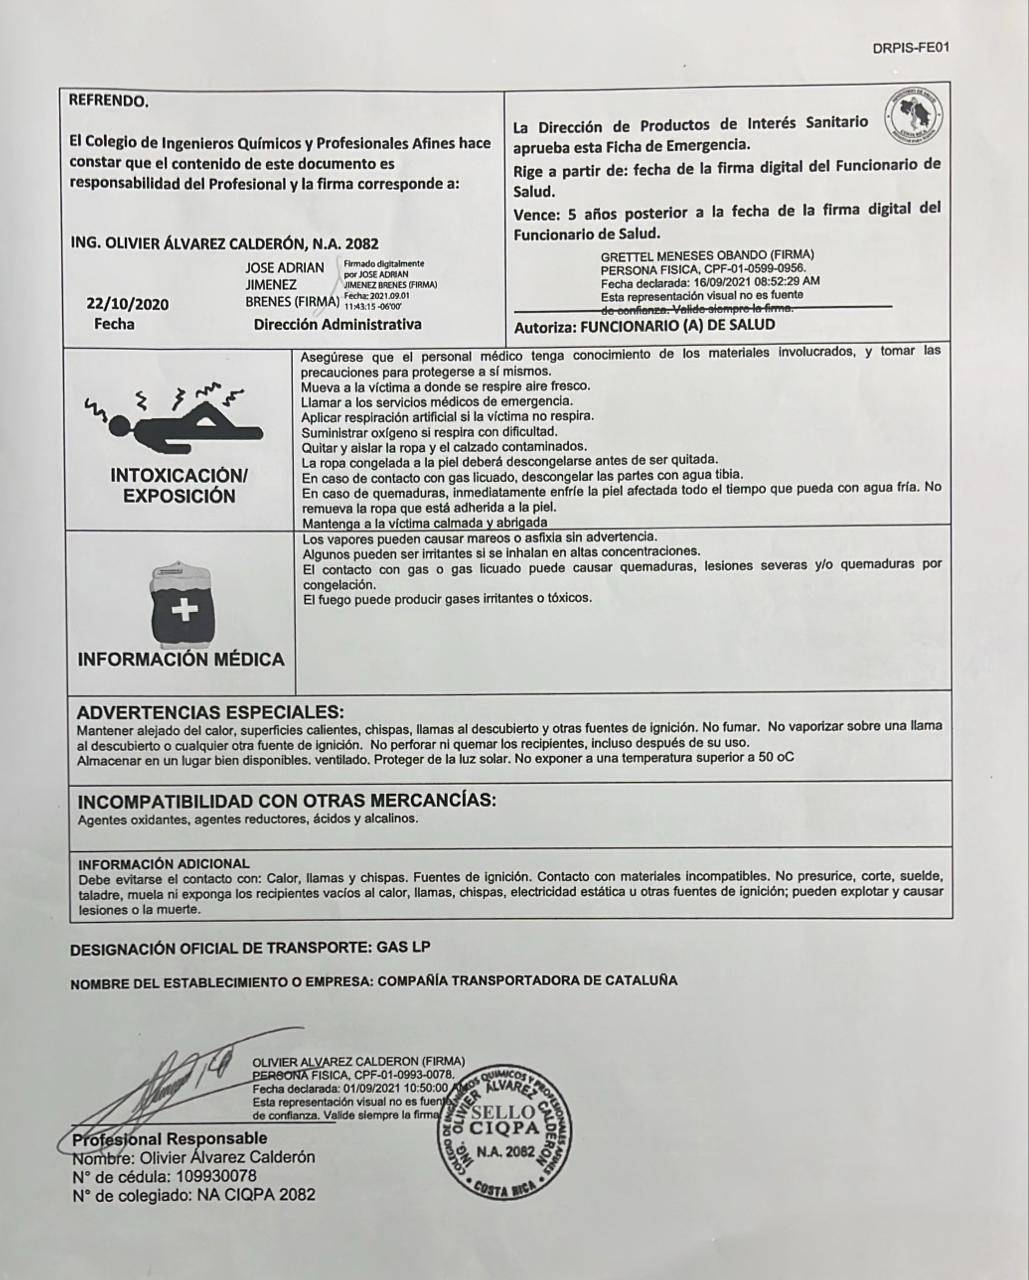 DRPIS-FE01
REFRENDO.
El Colegio de Ingenieros Químicos y Profesionales Afines hace
constar que el contenido de este documento es
responsabilidad del Profesional y la firma corresponde a:
ING. OLIVIER ÁLVAREZ CALDERÓN, N.A. 2082
JOSE ADRIAN
JIMENEZ
BRENES (FIRMA)
Firmado digitalmente
por JOSE ADRIAN
JIMENEZ BRENES (FIRMA)
Fecha: 2021.09.01
11:43:15 -06'00'
22/10/2020
Fecha
Dirección Administrativa
La Dirección de Productos de Interés Sanitario
aprueba esta Ficha de Emergencia.
Rige a partir de: fecha de la firma digital del Funcionario de
Salud.
Vence: 5 años posterior a la fecha de la firma digital del
Funcionario de Salud.
GRETTEL MENESES OBANDO (FIRMA)
PERSONA FISICA, CPF-01-0599-0956.
Fecha declarada: 16/09/2021 08:52:29 AM
Esta representación visual no es fuente
de confianza. Valide siempre la firma.
Autoriza: FUNCIONARIO (A) DE SALUD
INTOXICACIÓN/
EXPOSICIÓN
Asegúrese que el personal médico tenga conocimiento de los materiales involucrados, y tomar las
precauciones para protegerse a sí mismos.
Mueva a la víctima a donde se respire aire fresco.
Llamar a los servicios médicos de emergencia.
Aplicar respiración artificial si la víctima no respira.
Suministrar oxígeno si respira con dificultad.
Quitar y aislar la ropa y el calzado contaminados.
La ropa congelada a la piel deberá descongelarse antes de ser quitada.
En caso de contacto con gas licuado, descongelar las partes con agua tibia.
En caso de quemaduras, inmediatamente enfríe la piel afectada todo el tiempo que pueda con agua fría. No
remueva la ropa que está adherida a la piel.
Mantenga a la víctima calmada y abrigada
INFORMACIÓN MÉDICA
Los vapores pueden causar mareos o asfixia sin advertencia.
Algunos pueden ser irritantes si se inhalan en altas concentraciones.
El contacto con gas o gas licuado puede causar quemaduras, lesiones severas y/o quemaduras por
congelación.
El fuego puede producir gases irritantes o tóxicos.
ADVERTENCIAS ESPECIALES:
Mantener alejado del calor, superficies calientes, chispas, llamas al descubierto y otras fuentes de ignición. No fumar. No vaporizar sobre una llama
al descubierto o cualquier otra fuente de ignición. No perforar ni quemar los recipientes, incluso después de su uso.
Almacenar en un lugar bien disponibles. ventilado. Proteger de la luz solar. No exponer a una temperatura superior a 50 oC
INCOMPATIBILIDAD CON OTRAS MERCANCÍAS:
Agentes oxidantes, agentes reductores, ácidos y alcalinos.
INFORMACIÓN ADICIONAL
Debe evitarse el contacto con: Calor, llamas y chispas. Fuentes de ignición. Contacto con materiales incompatibles. No presurice, corte, suelde,
taladre, muela ni exponga los recipientes vacíos al calor, llamas, chispas, electricidad estática u otras fuentes de ignición; pueden explotar y causar
lesiones o la muerte.
DESIGNACIÓN OFICIAL DE TRANSPORTE: GAS LP
NOMBRE DEL ESTABLECIMIENTO O EMPRESA: COMPAÑÍA TRANSPORTADORA DE CATALUÑA
OLIVIER ALVAREZ CALDERON (FIRMA)
PERSONA FISICA, CPF-01-0993-0078.
Fecha declarada: 01/09/2021 10:50:00
Esta representación visual no es fuen
de confianza. Valide siempre la firma
Profesional Responsable
Nombre: Olivier Álvarez Calderón
N° de cédula: 109930078
N° de colegiado: NA CIQPA 2082
ING. OLIVIER ÁLVAREZ CALDERÓN
SELLO
CIQPA
N.A. 2082
COSTA RICA